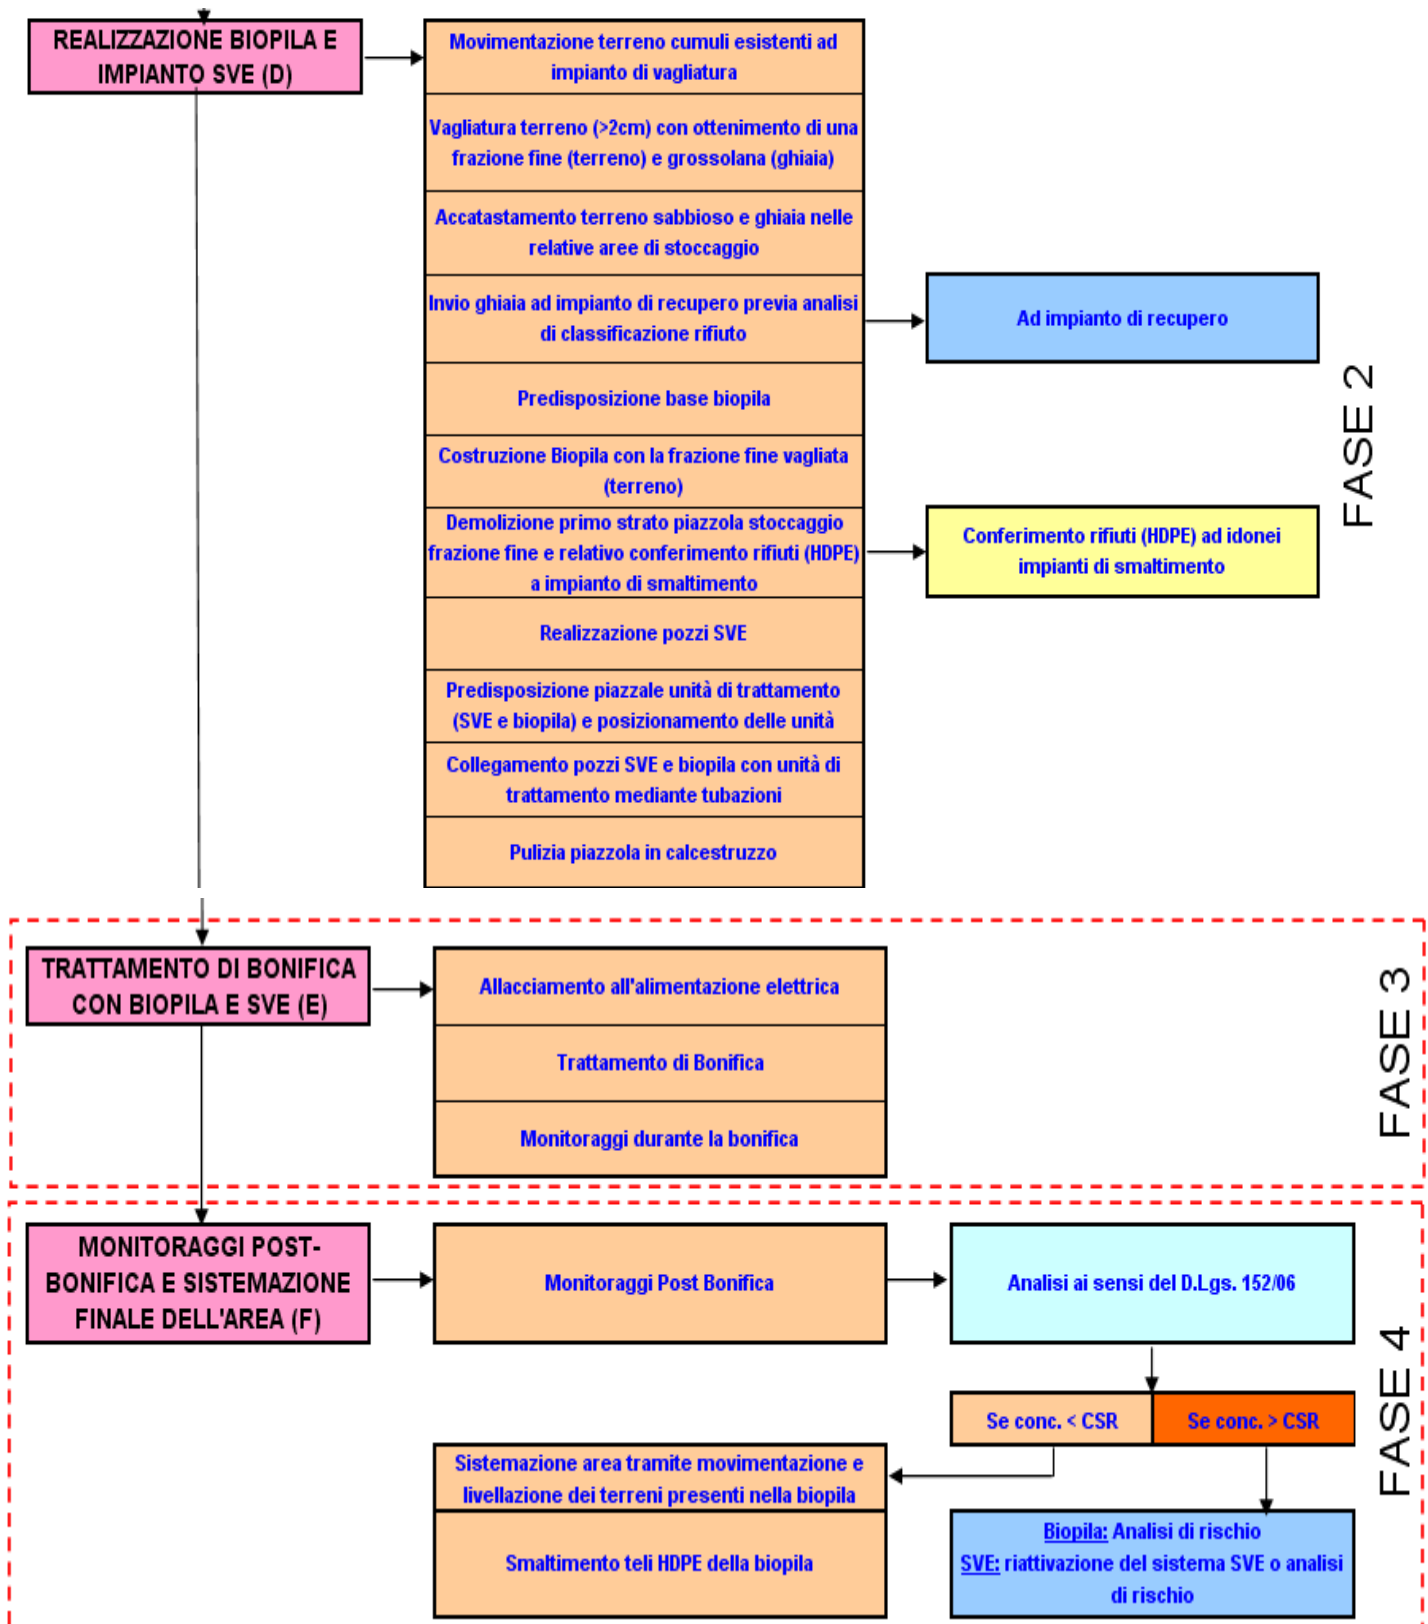 REALIZZAZIONE BIOPILA E
IMPIANTO SVE (D)
Movimentazione terreno cumuli esistenti ad
impianto di vagliatura
Vagliatura terreno (>2cm) con ottenimento di una
frazione fine (terreno) e grossolana (ghiaia)
Accatastamento terreno sabbioso e ghiaia nelle
relative aree di stoccaggio
Invio ghiaia ad impianto di recupero previa analisi
di classificazione rifiuto
Ad impianto di recupero
Predisposizione base biopila
Costruzione Biopila con la frazione fine vagliata
(terreno)
Demolizione primo strato piazzola stoccaggio
frazione fine e relativo conferimento rifiuti (HDPE)
a impianto di smaltimento
Conferimento rifiuti (HDPE) ad idonei
impianti di smaltimento
Realizzazione pozzi SVE
Predisposizione piazzale unità di trattamento
(SVE e biopila) e posizionamento delle unità
Collegamento pozzi SVE e biopila con unità di
trattamento mediante tubazioni
Pulizia piazzola in calcestruzzo
FASE 2
TRATTAMENTO DI BONIFICA
CON BIOPILA E SVE (E)
Allacciamento all'alimentazione elettrica
Trattamento di Bonifica
Monitoraggi durante la bonifica
FASE 3
MONITORAGGI POST-
BONIFICA E SISTEMAZIONE
FINALE DELL'AREA (F)
Monitoraggi Post Bonifica
Analisi ai sensi del D.Lgs. 152/06
Se conc. < CSR
Se conc. > CSR
Sistemazione area tramite movimentazione e
livellazione dei terreni presenti nella biopila
Smaltimento teli HDPE della biopila
Biopila: Analisi di rischio
SVE: riattivazione del sistema SVE o analisi
di rischio
FASE 4